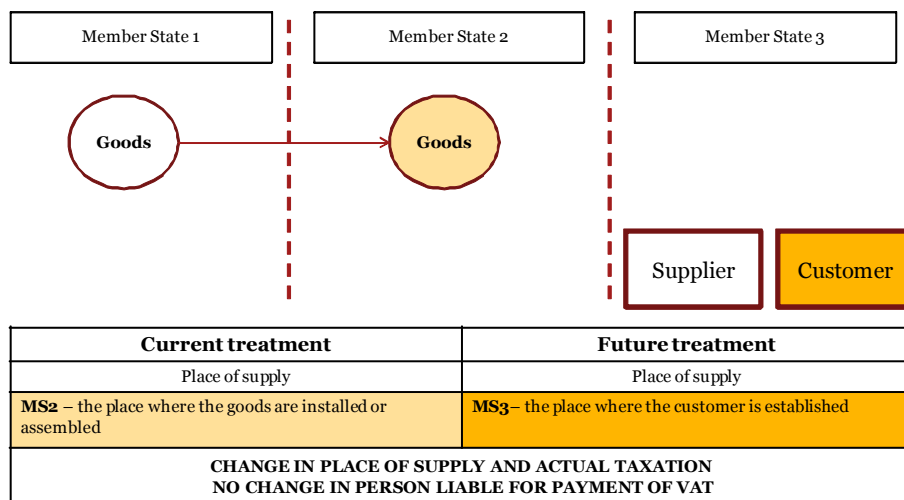 Member State 1
Member State 2
Member State 3
Goods
Goods
Supplier
Customer
Current treatment
Future treatment
Place of supply
Place of supply
MS2 – the place where the goods are installed or
assembled
MS3– the place where the customer is established
CHANGE IN PLACE OF SUPPLY AND ACTUAL TAXATION
NO CHANGE IN PERSON LIABLE FOR PAYMENT OF VAT